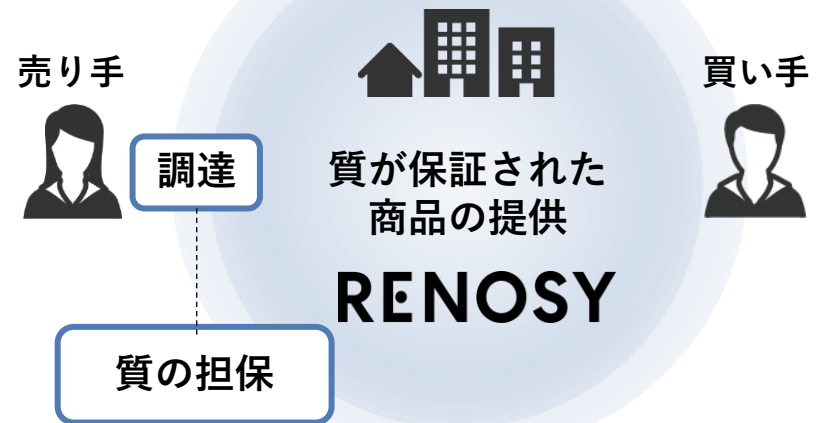 売り手
買い手
調達
質が保証された
商品の提供
RENOSY
質の担保